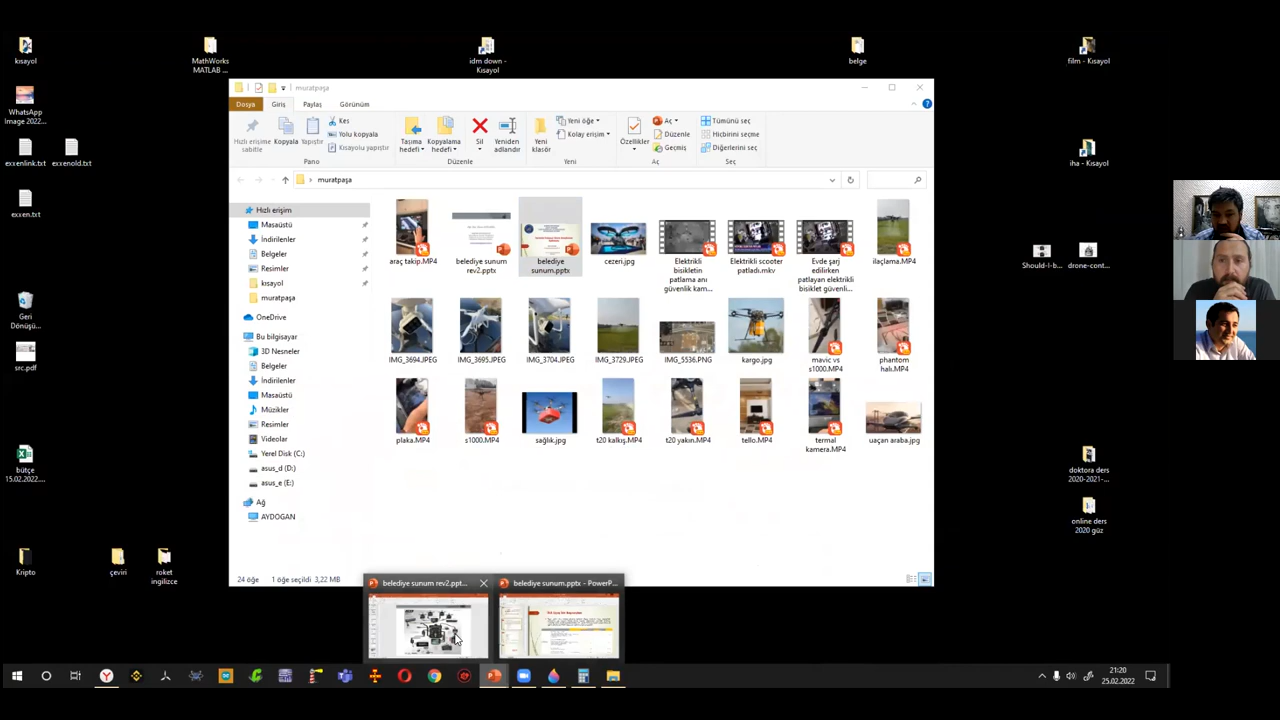 kısayol
MathWorks
MATLAB ...
idm down -
Kısayol
belge
film - Kısayol
WhatsApp
Image 2022...
exxenlink.txt
exxenold.txt
exxen.txt
Geri
Dönüşü...
src.pdf
bütçe
15.02.2022....
Kripto
çeviri
roket
ingilizce
iha - Kısayol
Should-I-b...
drone-cont...
doktora ders
2020-2021-...
online ders
2020 güz
muratpaşa
Dosya
Giriş
Paylaş
Görünüm
Hızlı erişime
sabitle
Kopyala
Yapıştır
Kes
Yolu kopyala
Kısayolu yapıştır
Pano
Taşıma
hedefi
Kopyalama
hedefi
Sil
Yeniden
adlandır
Düzenle
Yeni
klasör
Yeni öğe
Kolay erişim
Yeni
Özellikler
Aç
Düzenle
Geçmiş
Aç
Tümünü seç
Hiçbirini seçme
Diğerlerini seç
Seç
muratpaşa
Hızlı erişim
Masaüstü
İndirilenler
Belgeler
Resimler
kısayol
muratpaşa
OneDrive
Bu bilgisayar
3D Nesneler
Belgeler
İndirilenler
Masaüstü
Müzikler
Resimler
Videolar
Yerel Disk (C:)
asus_d (D:)
asus_e (E:)
Ağ
AYDOGAN
araç takip.MP4
belediye sunum
rev2.pptx
belediye
sunum.pptx
cezeri.jpg
Elektrikli
bisikletin
patlama anı
güvenlik kam...
Elektrikli scooter
patladı.mkv
Evde şarj
edilirken
patlayan elektrikli
bisiklet güvenli...
ilaçlama.MP4
IMG_3694.JPEG
IMG_3695.JPEG
IMG_3704.JPEG
IMG_3729.JPEG
IMG_5536.PNG
kargo.jpg
mavic vs
s1000.MP4
phantom
halı.MP4
plaka.MP4
s1000.MP4
sağlık.jpg
t20 kalkış.MP4
t20 yakın.MP4
tello.MP4
termal
kamera.MP4
uaçan araba.jpg
24 öğe
1 öğe seçildi 3,22 MB
belediye sunum rev2.ppt...
belediye sunum.pptx - PowerP...
21:20
25.02.2022